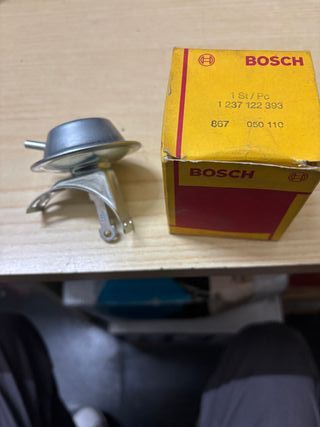 BOSCH
1 St / Pc
1 237 122 393
867 050 110
BOSCH